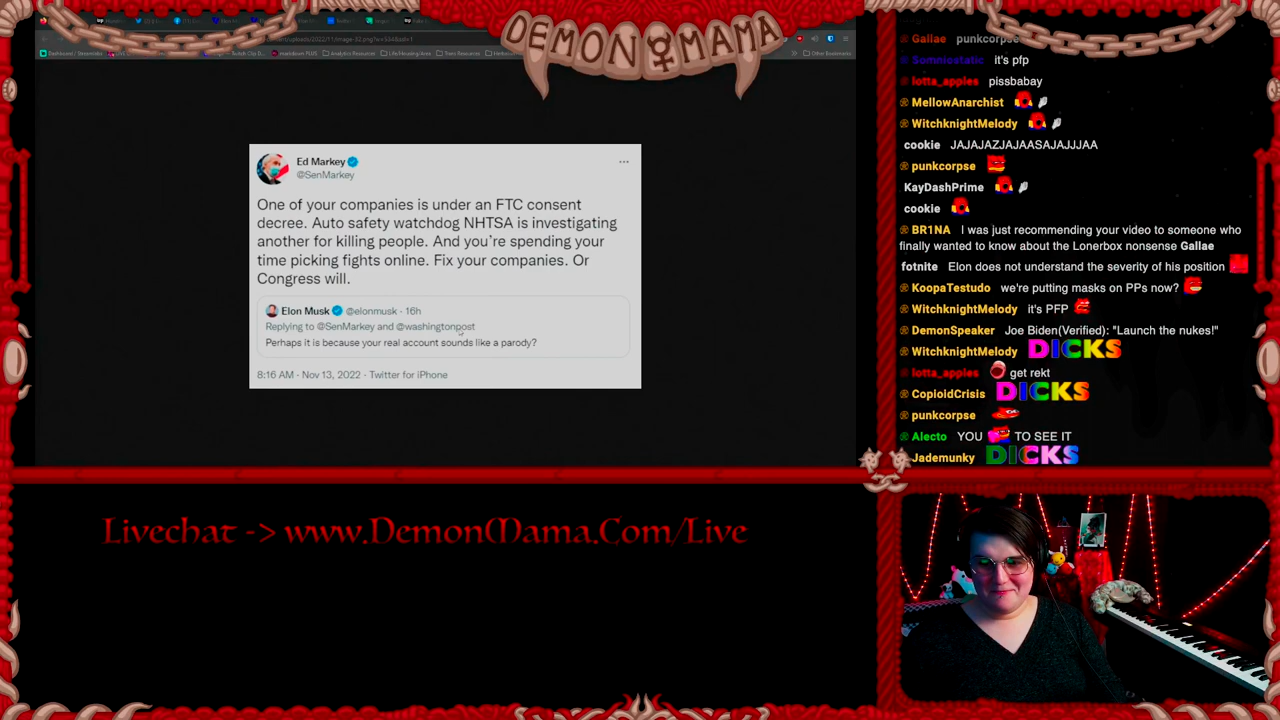 DEMON MAMA
Other Bookmarks
Ed Markey
@SenMarkey
One of your companies is under an FTC consent
decree. Auto safety watchdog NHTSA is investigating
another for killing people. And you're spending your
time picking fights online. Fix your companies. Or
Congress will.
Elon Musk @elonmusk · 16h
Replying to @SenMarkey and @washingtonpost
Perhaps it is because your real account sounds like a parody?
8:16 AM · Nov 13, 2022 · Twitter for iPhone
Gallae punkcorpse
Somniostatic it's pfp
lotta_apples pissbabay
MellowAnarchist
WitchknightMelody
cookie JAJAJAZJAJAASAJAJJJAA
punkcorpse
KayDashPrime
cookie
BR1NA I was just recommending your video to someone who
finally wanted to know about the Lonerbox nonsense Gallae
fotnite Elon does not understand the severity of his position
KoopaTestudo we're putting masks on PPs now?
WitchknightMelody it's PFP
DemonSpeaker Joe Biden(Verified): "Launch the nukes!"
WitchknightMelody DICKS
lotta_apples get rekt
CopioidCrisis DICKS
punkcorpse
Alecto YOU TO SEE IT
Jademunky DICKS
Livechat -> www.DemonMama.Com/Live